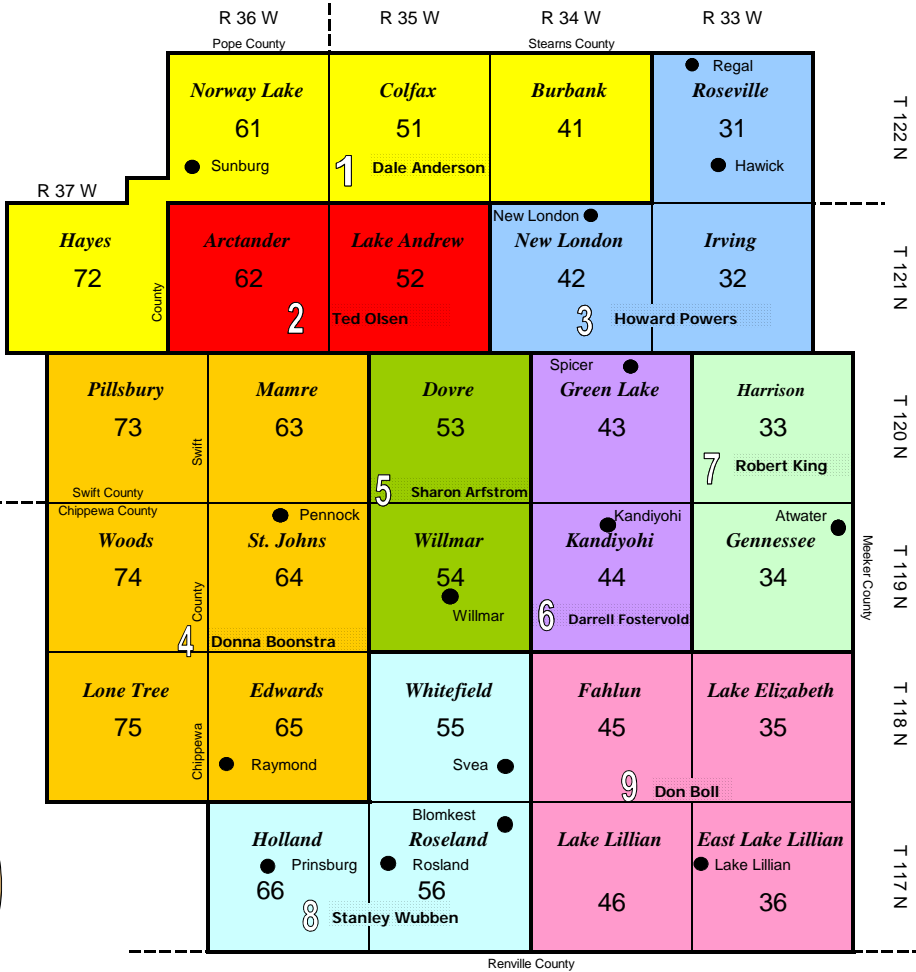 R 36 W
R 35 W
R 34 W
R 33 W
Pope County
Stearns County
Norway Lake
61
Sunburg
Colfax
51
1
Dale Anderson
Burbank
41
Regal
Roseville
31
Hawick
T 122 N
R 37 W
Hayes
72
County
Arctander
62
2
Lake Andrew
52
Ted Olsen
New London
New London
42
3
Howard Powers
Irving
32
T 121 N
Pillsbury
73
Swift
Swift County
Mamre
63
Dovre
53
5
Sharon Arfstrom
Spicer
Green Lake
43
Harrison
33
7
Robert King
T 120 N
Chippewa County
Woods
74
County
4
Donna Boonstra
Pennock
St. Johns
64
Willmar
54
Willmar
Kandiyohi
Kandiyohi
44
6
Darrell Fostervold
Atwater
Gennessee
34
Meeker County
T 119 N
Lone Tree
75
Chippewa
Edwards
65
Raymond
Whitefield
55
Svea
Fahlun
45
9
Don Boll
Lake Elizabeth
35
T 118 N
Holland
Prinsburg
66
8
Stanley Wubben
Blomkest
Roseland
Rosland
56
Lake Lillian
46
East Lake Lillian
Lake Lillian
36
T 117 N
Renville County